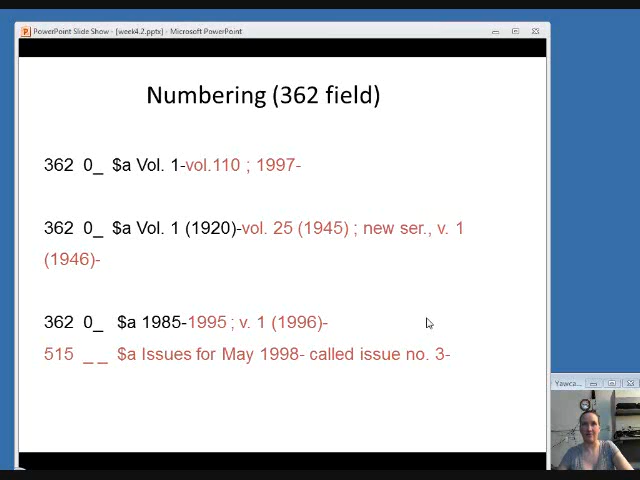 PowerPoint Slide Show - [week4.2.pptx] - Microsoft PowerPoint
Numbering (362 field)
362 0_ $a Vol. 1-vol.110 ; 1997-
362 0_ $a Vol. 1 (1920)-vol. 25 (1945) ; new ser., v. 1
(1946)-
362 0_ $a 1985-1995 ; v. 1 (1996)-
515 _ _ $a Issues for May 1998- called issue no. 3-
Yawca...